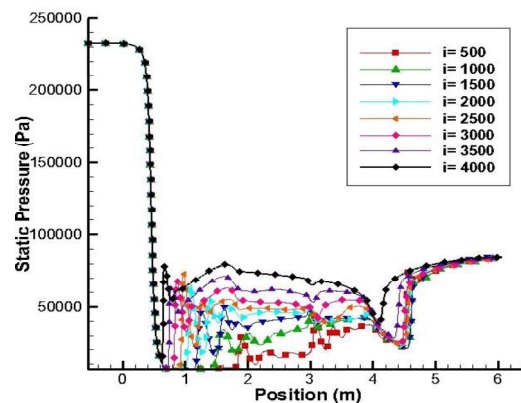 Static Pressure (Pa)
250000
200000
150000
100000
50000
i= 500
i= 1000
i= 1500
i= 2000
i= 2500
i= 3000
i= 3500
i= 4000
0 1 2 3 4 5 6
Position (m)